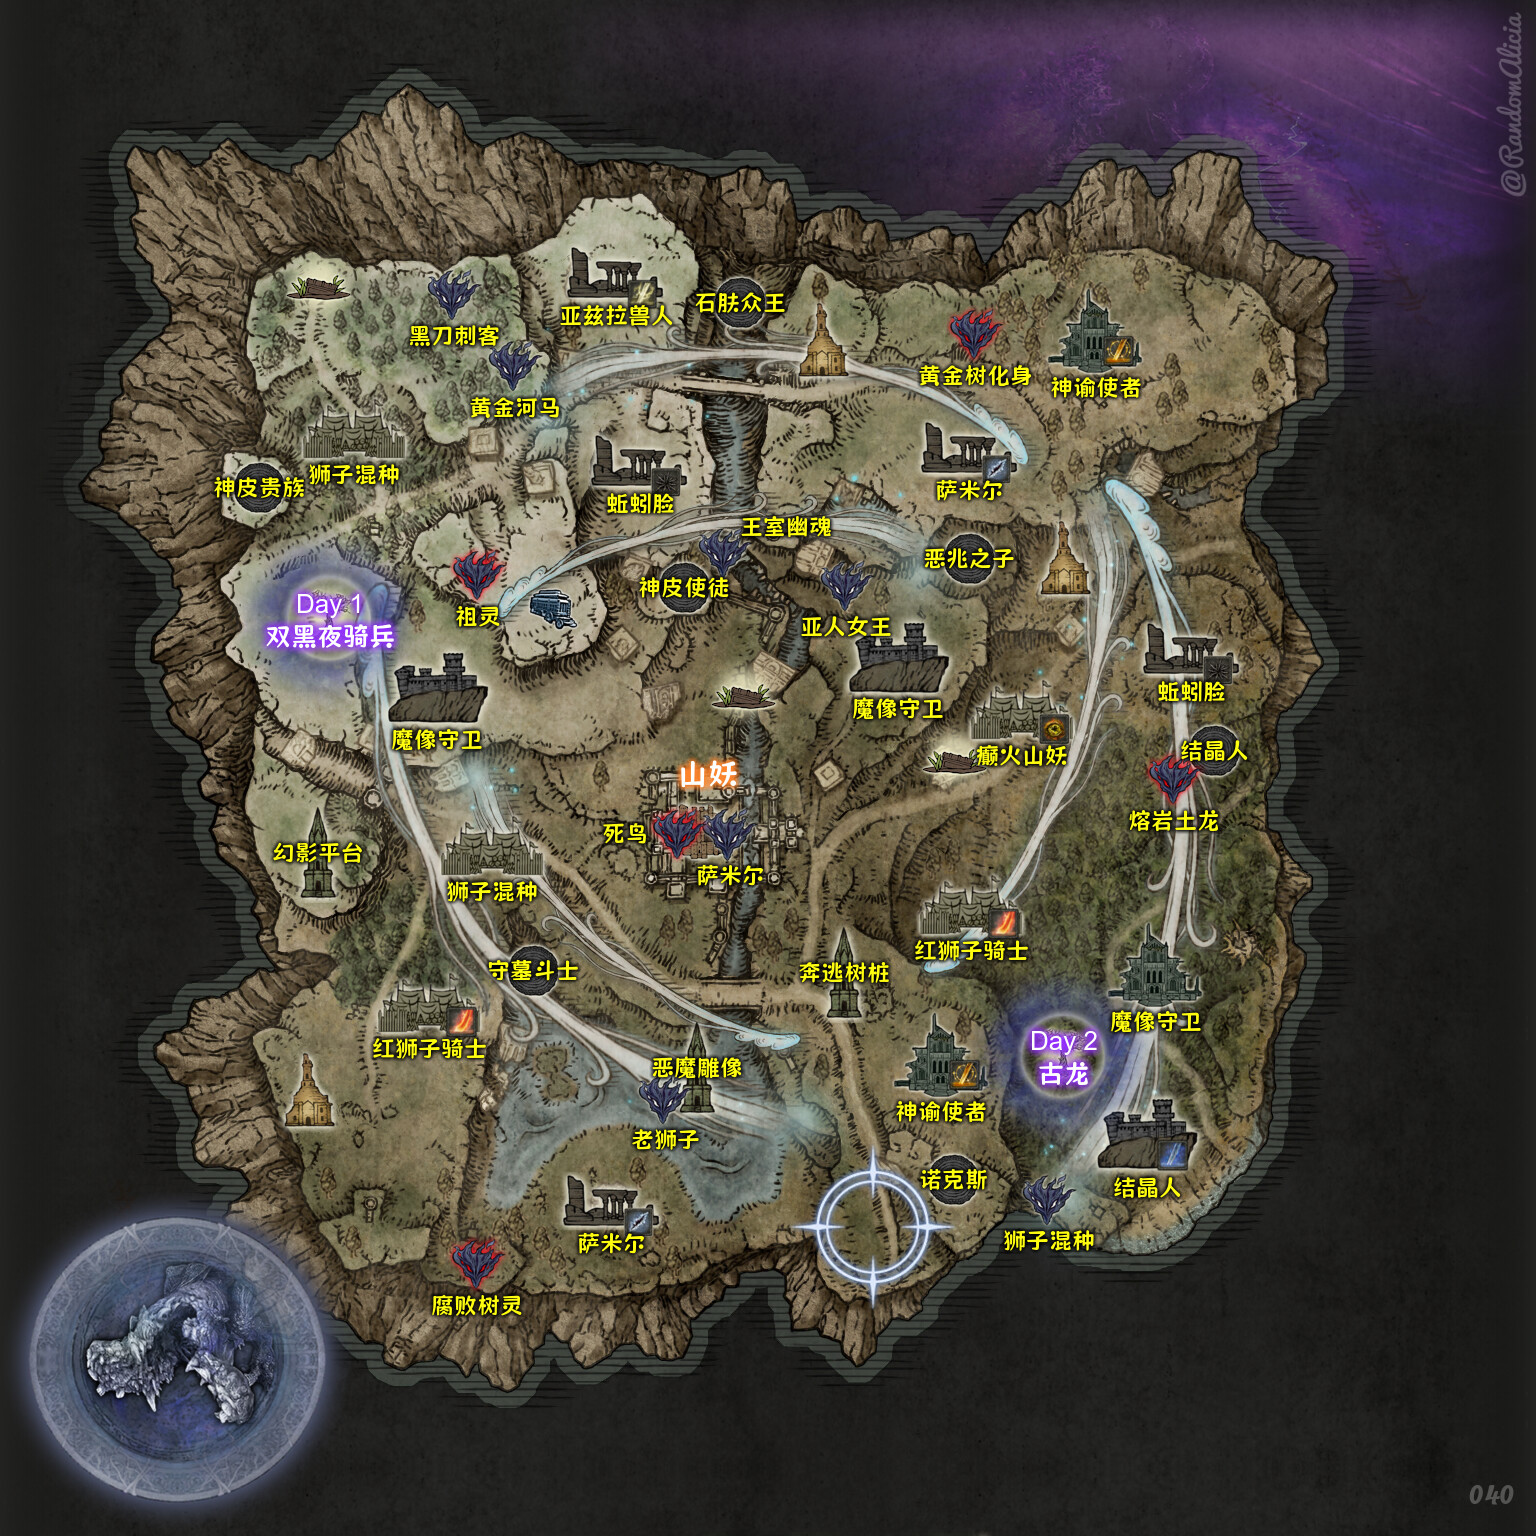 @RandomAlicia
石肤众王
亚兹拉兽人
黑刀刺客
黄金树化身
神谕使者
黄金河马
狮子混种
神皮贵族
萨米尔
蚯蚓脸
王室幽魂
恶兆之子
神皮使徒
Day 1
双黑夜骑兵
祖灵
亚人女王
蚯蚓脸
魔像守卫
魔像守卫
结晶人
癫火山妖
山妖
熔岩土龙
死鸟
幻影平台
萨米尔
狮子混种
红狮子骑士
守墓斗士
奔逃树桩
魔像守卫
Day 2
古龙
红狮子骑士
恶魔雕像
神谕使者
老狮子
诺克斯
结晶人
狮子混种
萨米尔
腐败树灵
040